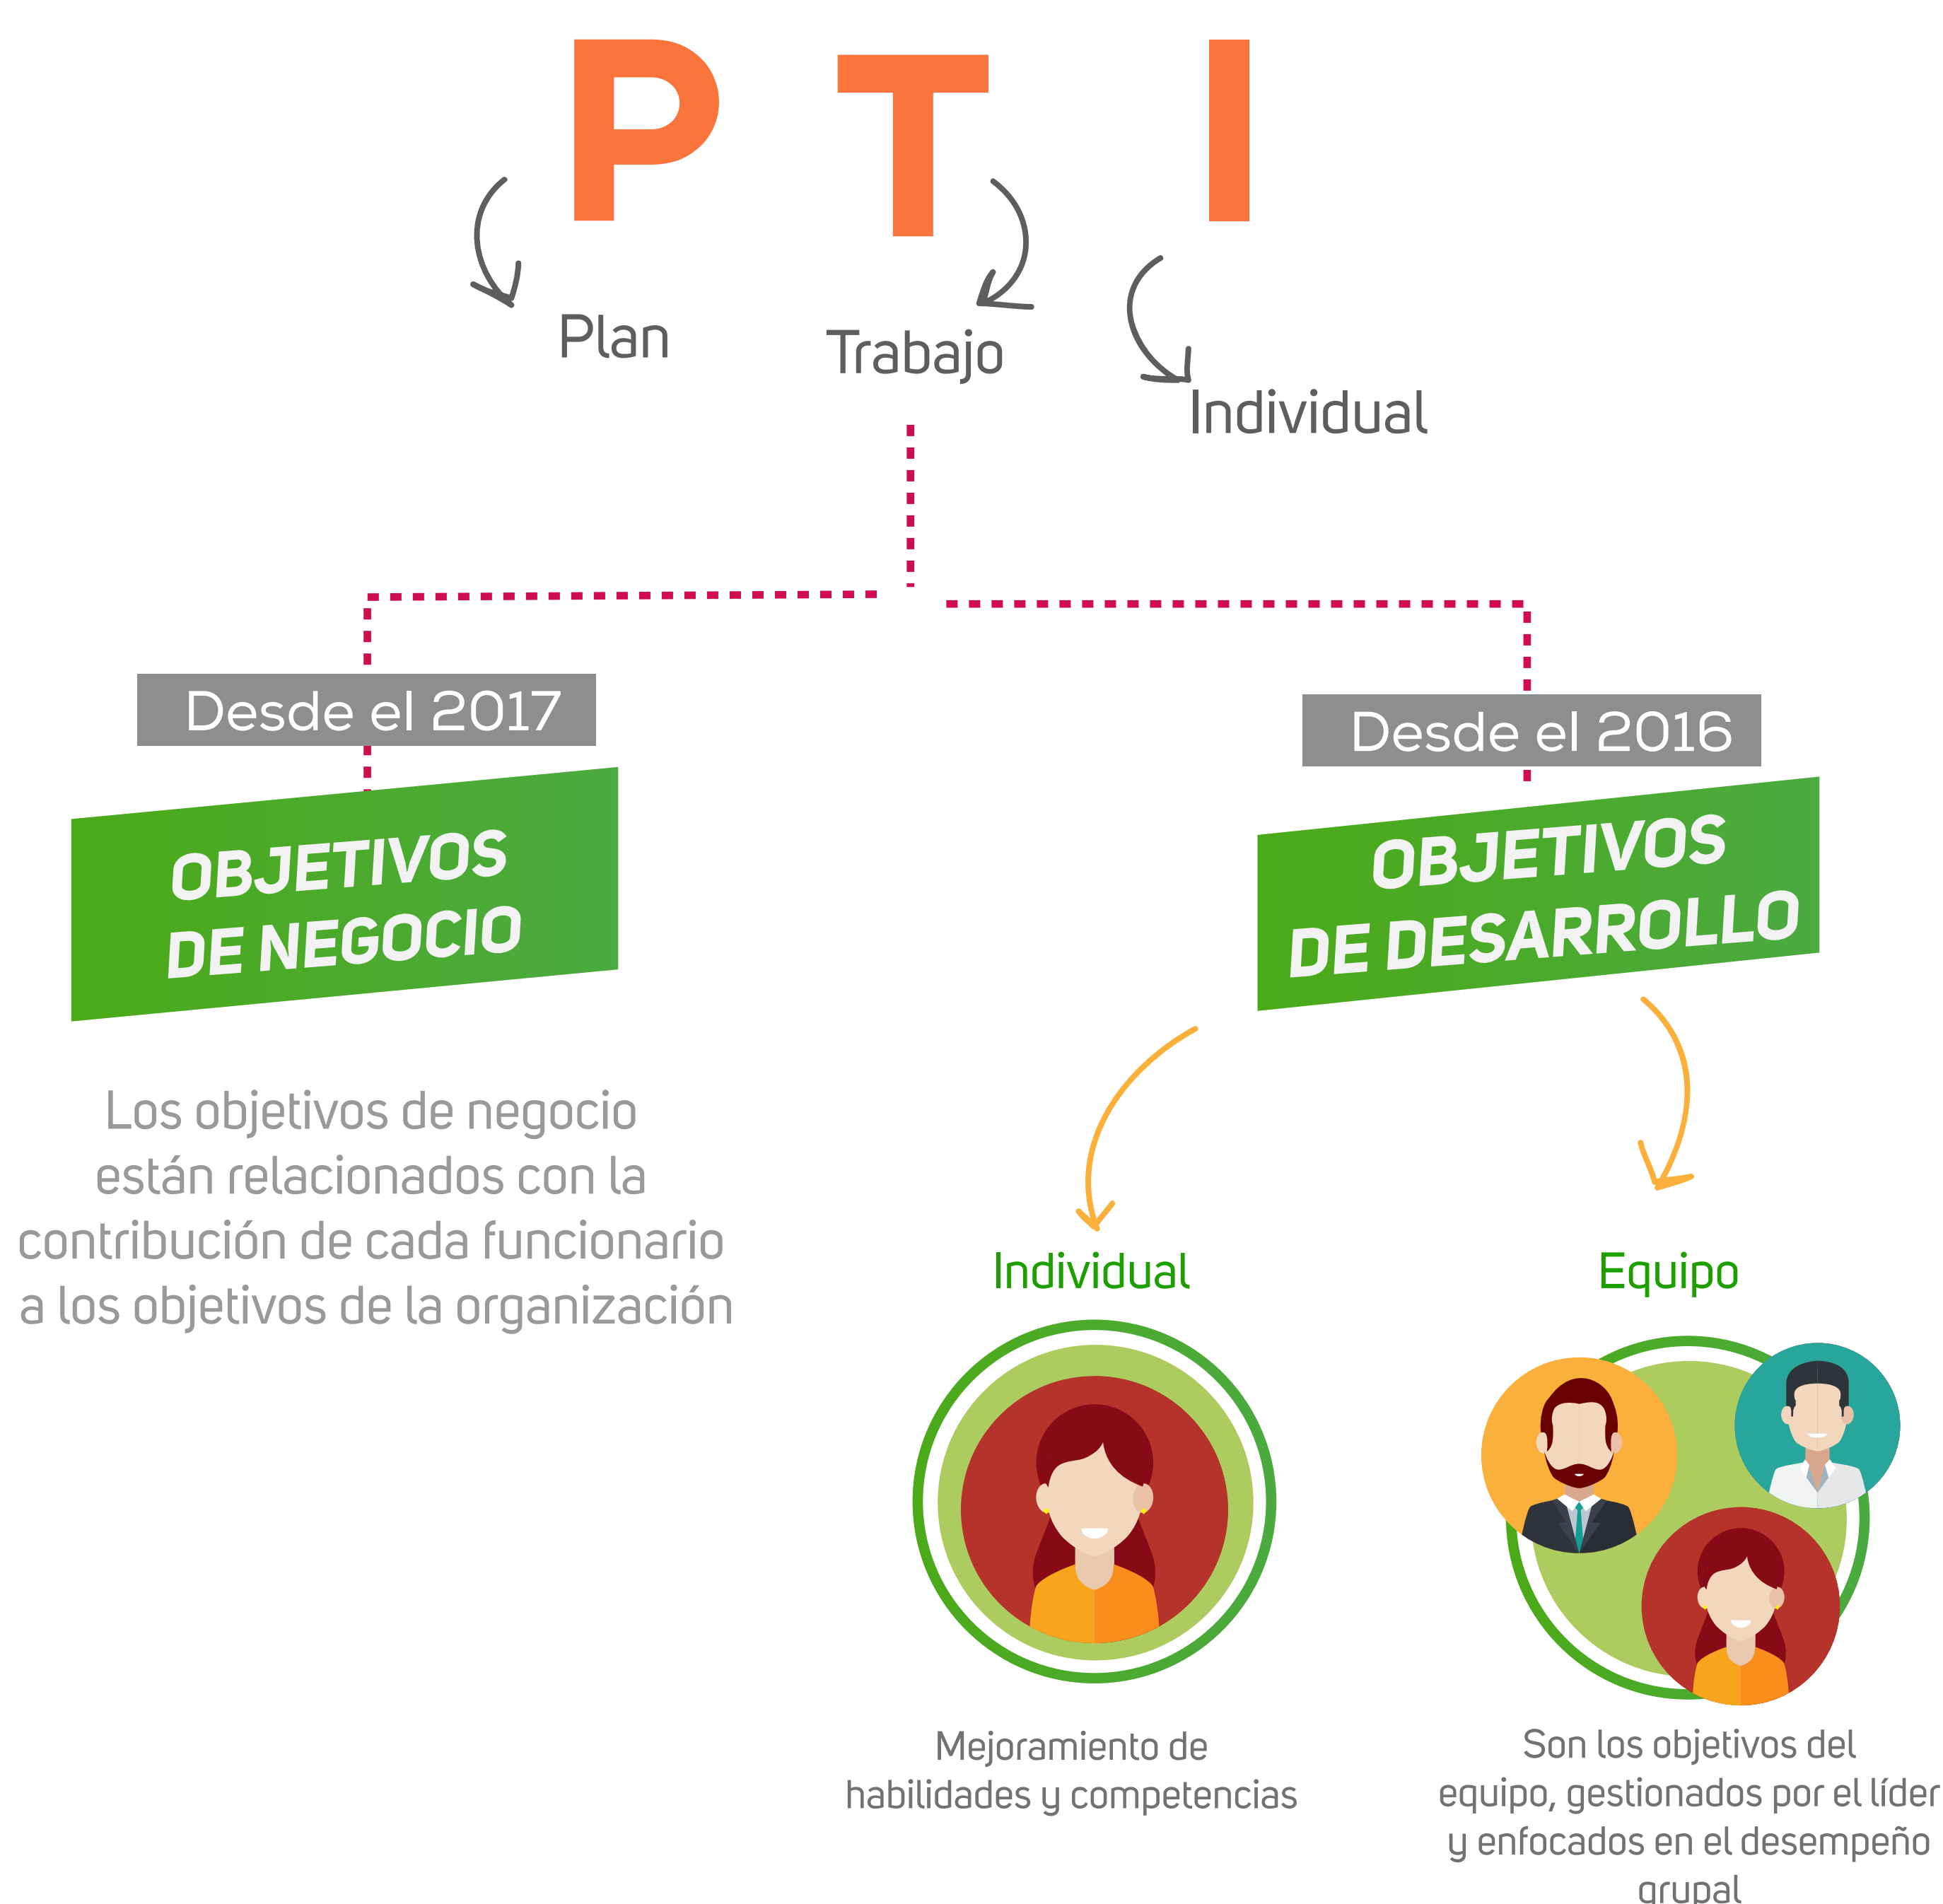 P T I
Plan
Trabajo
Individual
Desde el 2017
OBJETIVOS
DE NEGOCIO
Los objetivos de negocio
están relacionados con la
contribución de cada funcionario
a los objetivos de la organización
Desde el 2016
OBJETIVOS
DE DESARROLLO
Individual
Mejoramiento de
habilidades y competencias
Equipo
Son los objetivos del
equipo, gestionados por el líder
y enfocados en el desempeño
grupal